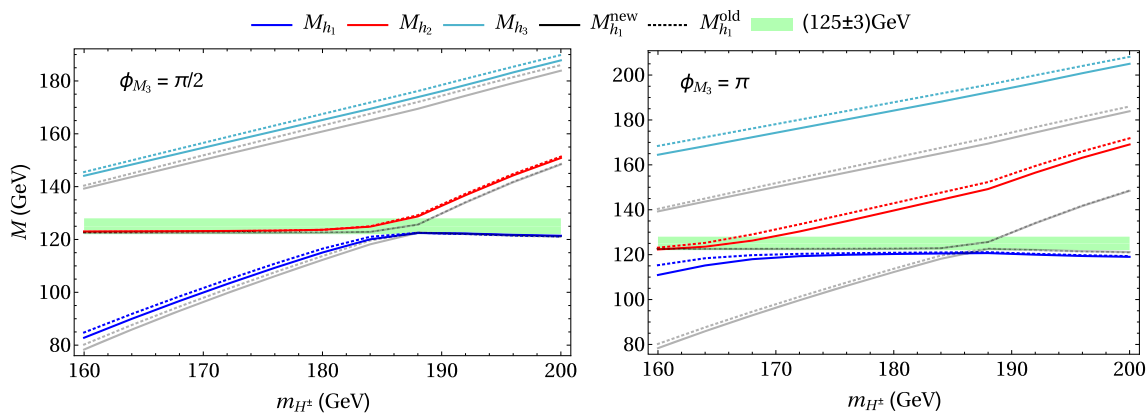 M_{h_1} M_{h_2} M_{h_3} M_{h_1}^{new} M_{h_1}^{old} (125±3)GeV
ϕ_{M_3} = π/2
M (GeV)
180
160
140
120
100
80
160 170 180 190 200
m_{H^±} (GeV)
ϕ_{M_3} = π
200
180
160
140
120
100
80
160 170 180 190 200
m_{H^±} (GeV)